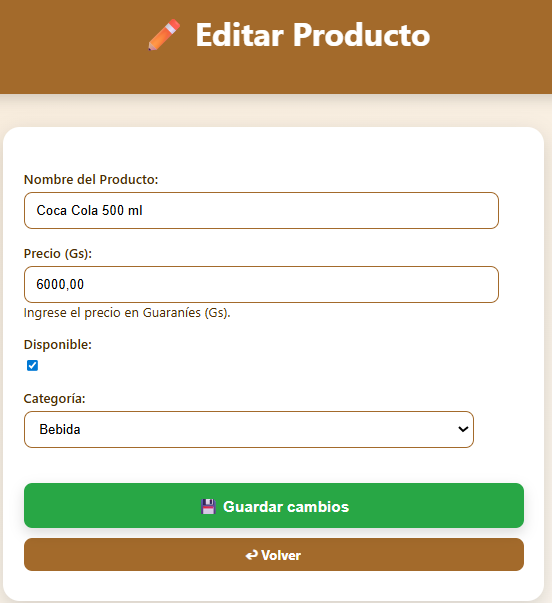 ✏️ Editar Producto
Nombre del Producto:
Coca Cola 500 ml
Precio (Gs):
6000,00
Ingrese el precio en Guaraníes (Gs).
Disponible:
Categoría:
Bebida
💾 Guardar cambios
↩ Volver